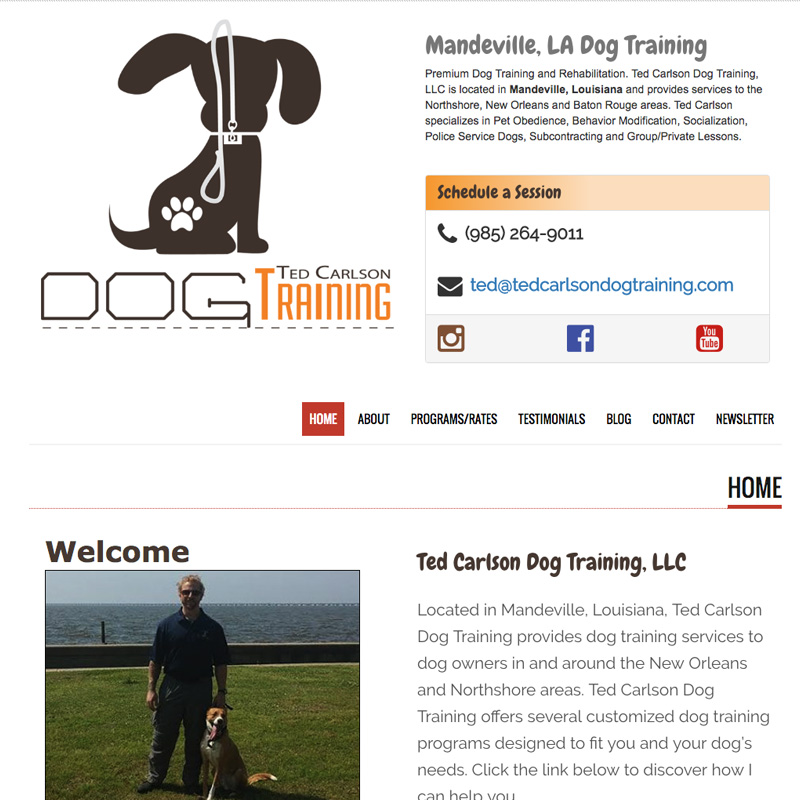 Mandeville, LA Dog Training
Premium Dog Training and Rehabilitation. Ted Carlson Dog Training,
LLC is located in Mandeville, Louisiana and provides services to the
Northshore, New Orleans and Baton Rouge areas. Ted Carlson
specializes in Pet Obedience, Behavior Modification, Socialization,
Police Service Dogs, Subcontracting and Group/Private Lessons.
Schedule a Session
(985) 264-9011
ted@tedcarlsondogtraining.com
You
Tube
TED CARLSON
DOG TRAINING
HOME ABOUT PROGRAMS/RATES TESTIMONIALS BLOG CONTACT NEWSLETTER
HOME
Welcome
Ted Carlson Dog Training, LLC
Located in Mandeville, Louisiana, Ted Carlson
Dog Training provides dog training services to
dog owners in and around the New Orleans
and Northshore areas. Ted Carlson Dog
Training offers several customized dog training
programs designed to fit you and your dog's
needs. Click the link below to discover how I
can help you